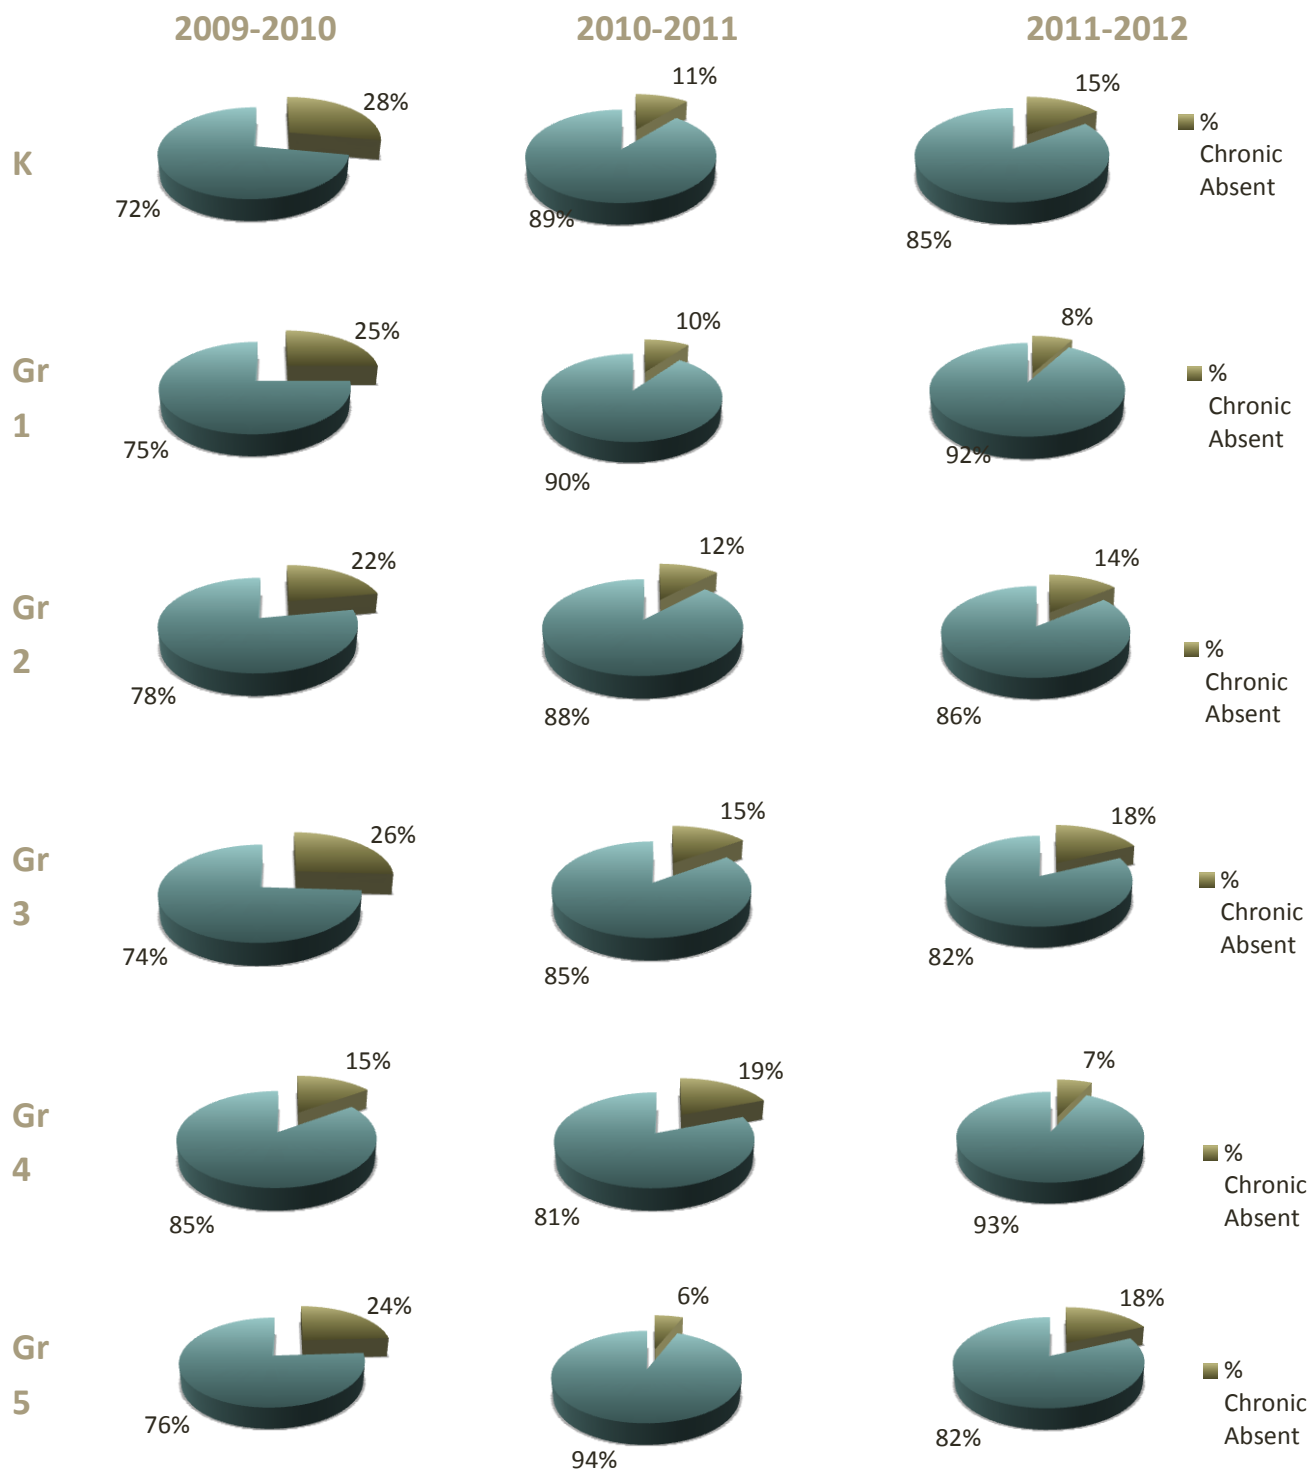 2009-2010 2010-2011 2011-2012
K
28%
72%
11%
89%
15%
85%
%
Chronic
Absent
Gr
1
25%
75%
10%
90%
8%
92%
%
Chronic
Absent
Gr
2
22%
78%
12%
88%
14%
86%
%
Chronic
Absent
Gr
3
26%
74%
15%
85%
18%
82%
%
Chronic
Absent
Gr
4
15%
85%
19%
81%
7%
93%
%
Chronic
Absent
Gr
5
24%
76%
6%
94%
18%
82%
%
Chronic
Absent